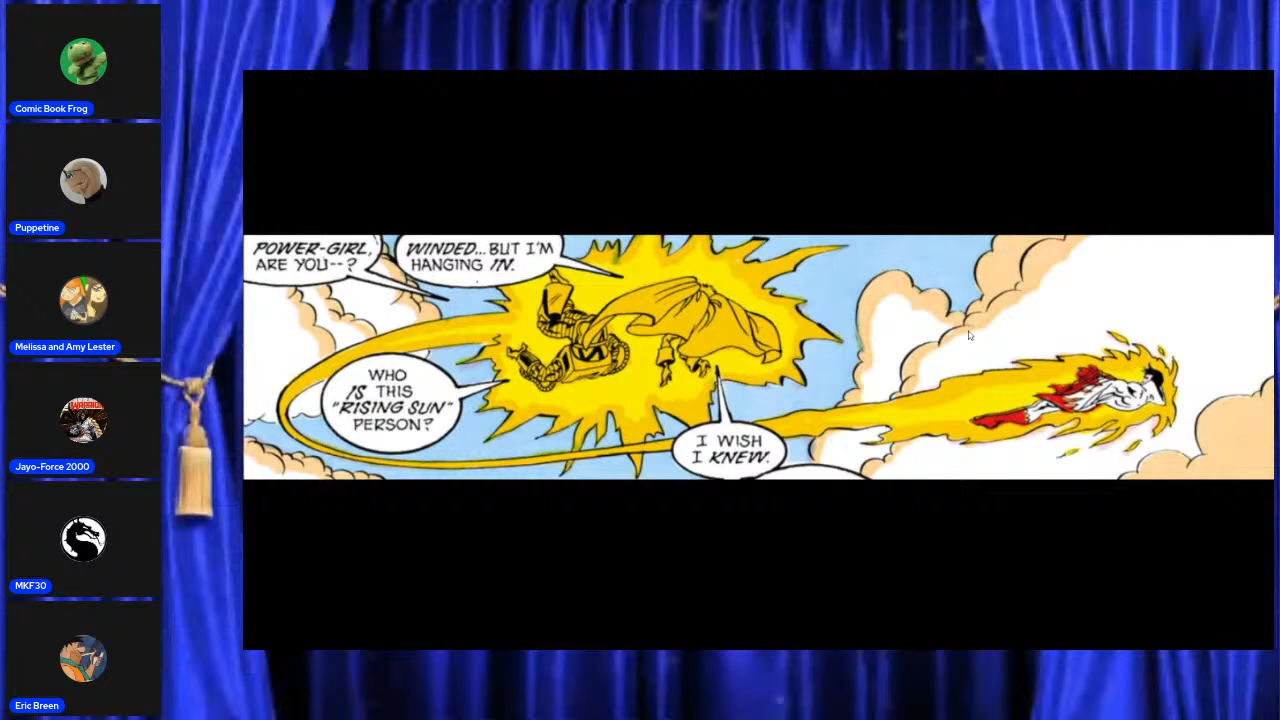 Comic Book Frog
Puppetine
Melissa and Amy Lester
Jayo-Force 2000
MKF30
Eric Breen
POWER-GIRL,
ARE YOU--?
WINDED...BUT I'M
HANGING IN.
WHO
IS THIS
"RISING SUN"
PERSON?
I WISH
I KNEW.